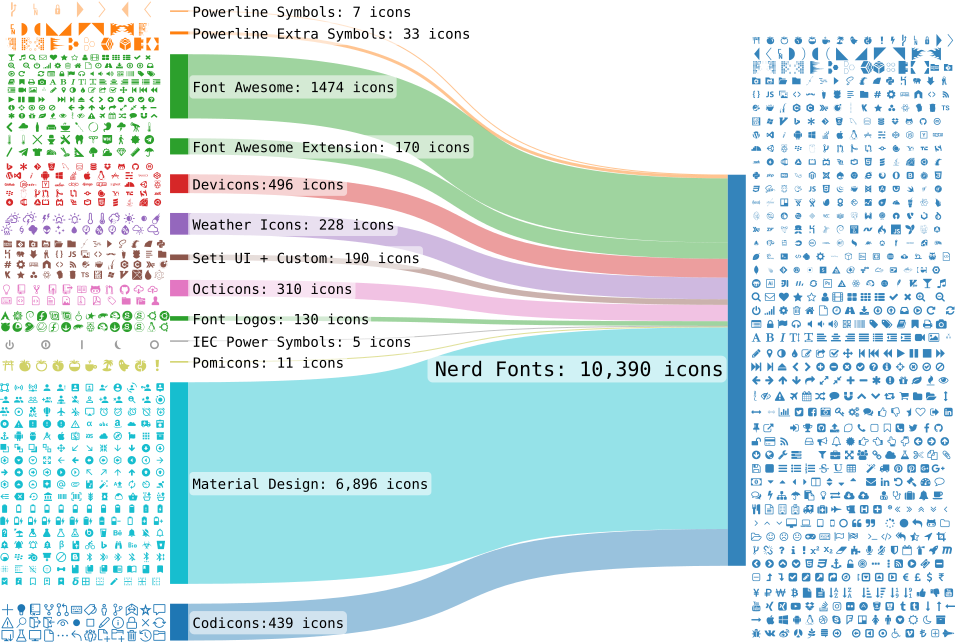 Powerline Symbols: 7 icons
Powerline Extra Symbols: 33 icons
Font Awesome: 1474 icons
Font Awesome Extension: 170 icons
Devicons:496 icons
Weather Icons: 228 icons
Seti UI + Custom: 190 icons
Octicons: 310 icons
Font Logos: 130 icons
IEC Power Symbols: 5 icons
Pomicons: 11 icons
Nerd Fonts: 10,390 icons
Material Design: 6,896 icons
Codicons:439 icons